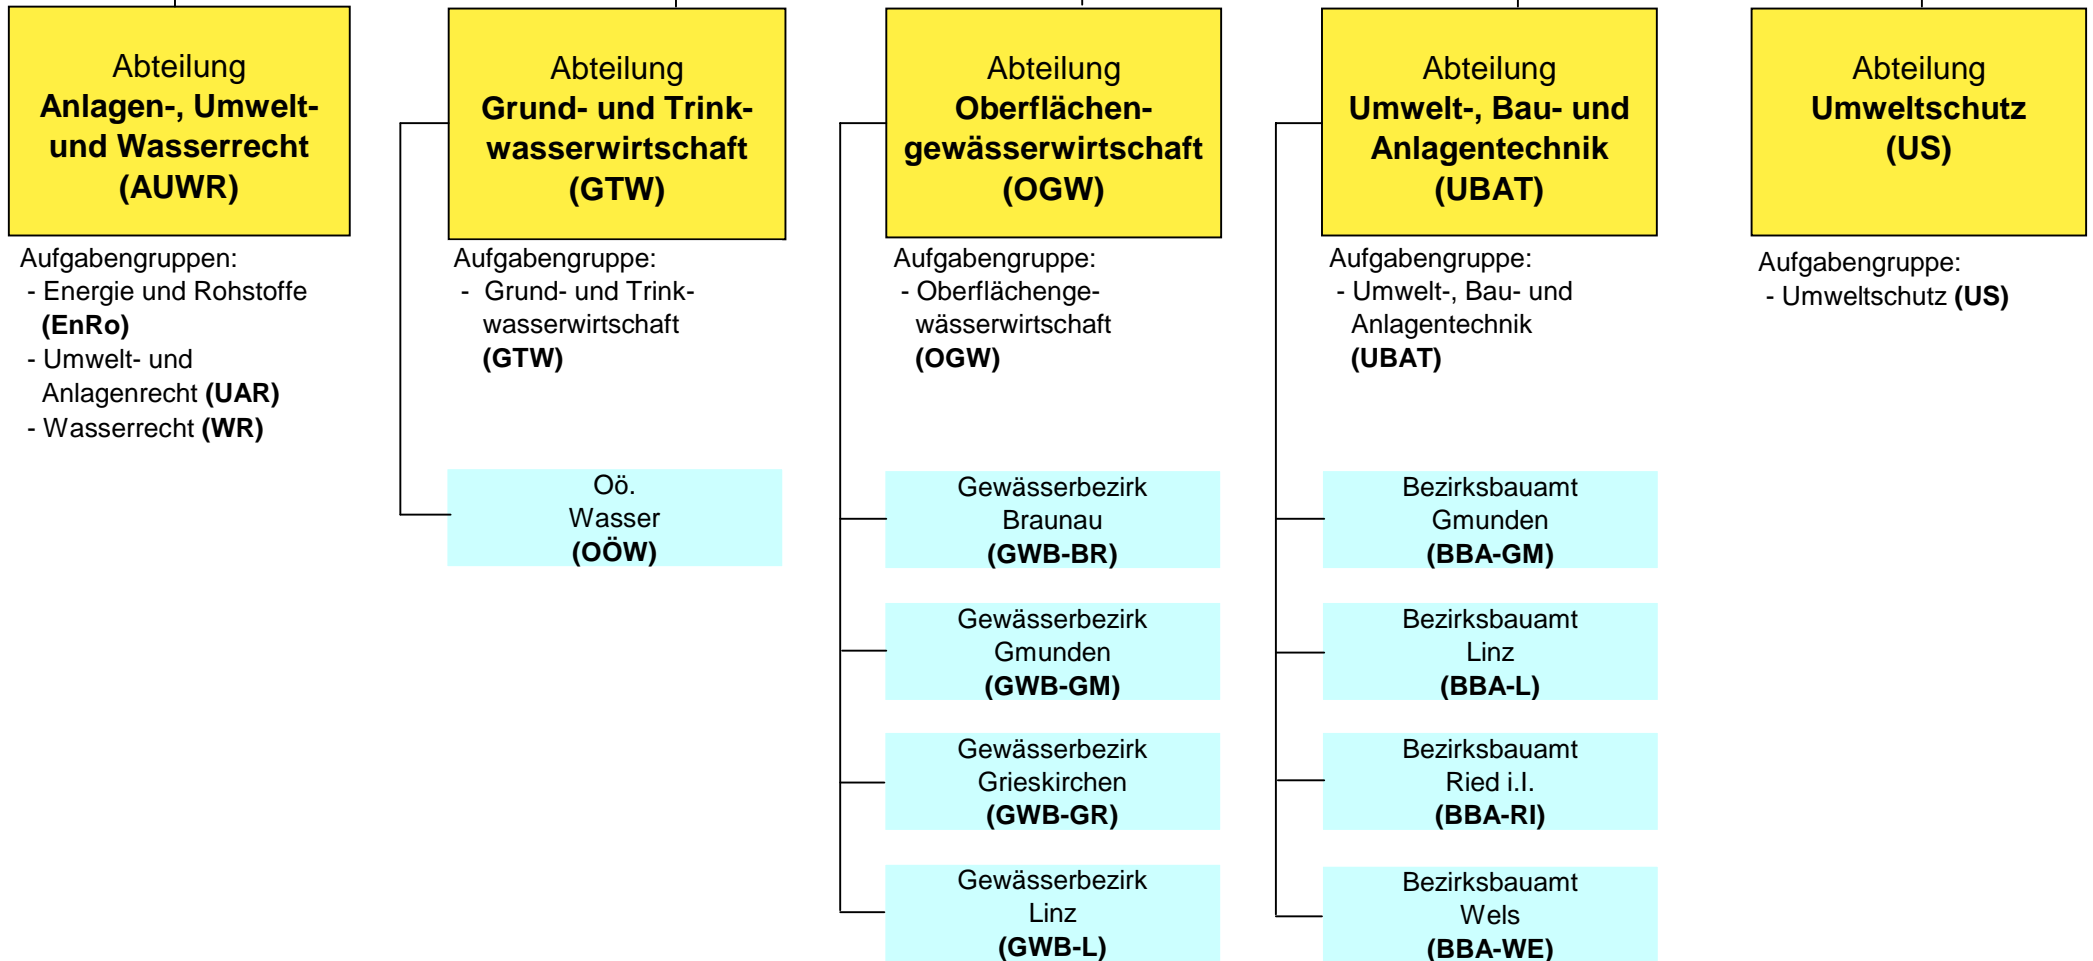 Abteilung
Anlagen-, Umwelt-
und Wasserrecht
(AUWR)
Aufgabengruppen:
- Energie und Rohstoffe
(EnRo)
- Umwelt- und
Anlagenrecht (UAR)
- Wasserrecht (WR)
Abteilung
Grund- und Trink-
wasserwirtschaft
(GTW)
Aufgabengruppe:
- Grund- und Trink-
wasserwirtschaft
(GTW)
Oö.
Wasser
(OÖW)
Abteilung
Oberflächen-
gewässerwirtschaft
(OGW)
Aufgabengruppe:
- Oberflächenge-
wässerwirtschaft
(OGW)
Gewässerbezirk
Braunau
(GWB-BR)
Gewässerbezirk
Gmunden
(GWB-GM)
Gewässerbezirk
Grieskirchen
(GWB-GR)
Gewässerbezirk
Linz
(GWB-L)
Abteilung
Umwelt-, Bau- und
Anlagentechnik
(UBAT)
Aufgabengruppe:
- Umwelt-, Bau- und
Anlagentechnik
(UBAT)
Bezirksbauamt
Gmunden
(BBA-GM)
Bezirksbauamt
Linz
(BBA-L)
Bezirksbauamt
Ried i.I.
(BBA-RI)
Bezirksbauamt
Wels
(BBA-WE)
Abteilung
Umweltschutz
(US)
Aufgabengruppe:
- Umweltschutz (US)